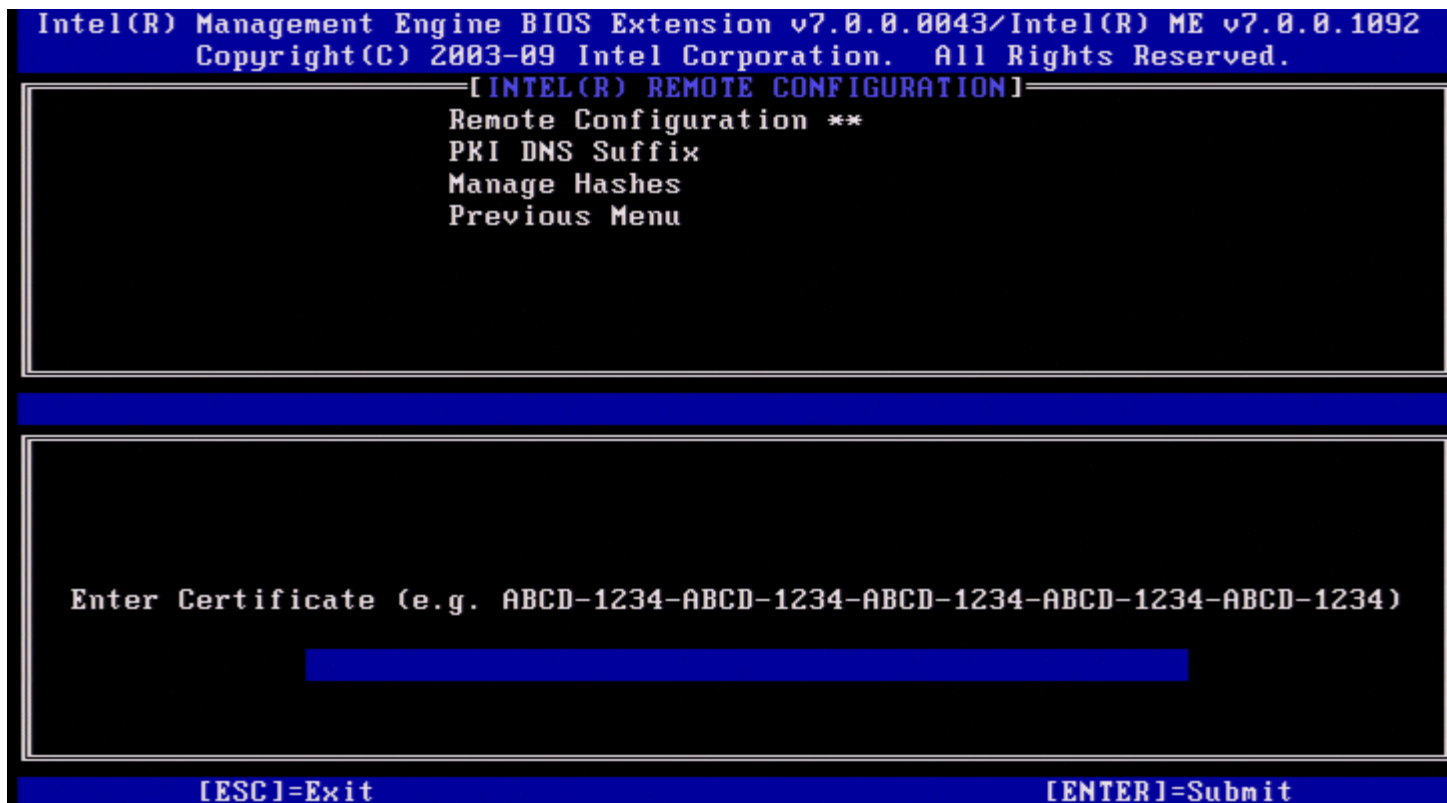 Intel(R) Management Engine BIOS Extension v7.0.0.0043/Intel(R) ME v7.0.0.1092
Copyright(C) 2003-09 Intel Corporation. All Rights Reserved.
[INTEL(R) REMOTE CONFIGURATION]
Remote Configuration **
PKI DNS Suffix
Manage Hashes
Previous Menu
Enter Certificate (e.g. ABCD-1234-ABCD-1234-ABCD-1234-ABCD-1234-ABCD-1234)
[ESC]=Exit [ENTER]=Submit